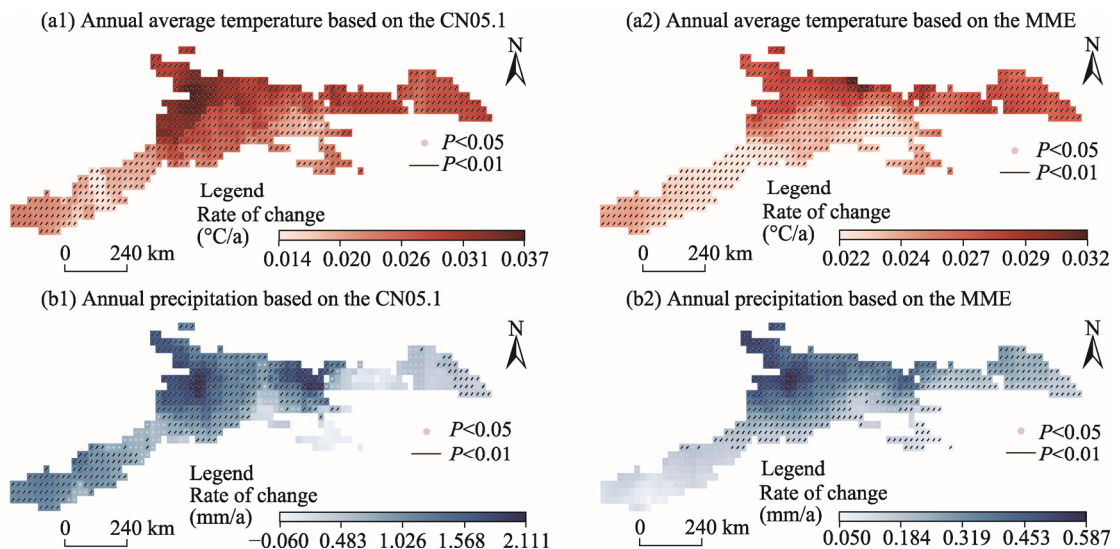 (a1) Annual average temperature based on the CN05.1
N
P<0.05
P<0.01
Legend
Rate of change
(°C/a)
0.014 0.020 0.026 0.031 0.037
0 240 km
(a2) Annual average temperature based on the MME
N
P<0.05
P<0.01
Legend
Rate of change
(°C/a)
0.022 0.024 0.027 0.029 0.032
0 240 km
(b1) Annual precipitation based on the CN05.1
N
P<0.05
P<0.01
Legend
Rate of change
(mm/a)
−0.060 0.483 1.026 1.568 2.111
0 240 km
(b2) Annual precipitation based on the MME
N
P<0.05
P<0.01
Legend
Rate of change
(mm/a)
0.050 0.184 0.319 0.453 0.587
0 240 km